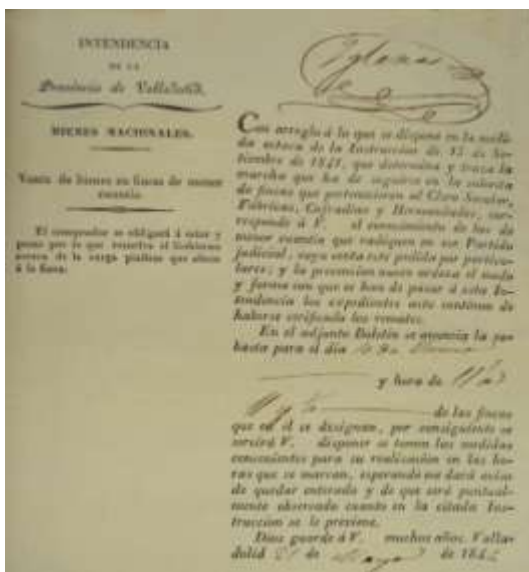 INTENDENCIA
DE LA
Provincia de Valladolid.
BIENES NACIONALES.
Venta de bienes en fincas de menor
cuantía.
El comprador se obligará á estar y
pasar por lo que resuelva el Gobierno
acerca de la carga piadosa que afecte
á la finca.
Con arreglo á lo que se dispone en la medi-
da octava de la Instruccion de 15 de Se-
tiembre de 1841, que determina y traza la
marcha que ha de seguirse en la subasta
de fincas que pertenecieron al Clero Secular,
Fábricas, Cofradías y Hermandades, cor-
responde á V. el conocimiento de las de
menor cuantía que radiquen en ese Partido
judicial, cuya venta esté pedida por particu-
lares; y la prevencion nueve ordena el modo
y forma con que se han de pasar á esta In-
tendencia los expedientes acto contínuo de
haberse verificado los remates.
En el adjunto Boletin se anuncia la su-
basta para el dia
y hora de
de las fincas
que en él se designan, por consiguiente se
servirá V. disponer se tomen las medidas
convenientes para su realizacion en las ho-
ras que se marcan, esperando me dará aviso
de quedar enterado y de que será puntual-
mente observado cuanto en la citada Ins-
truccion se le previene.
Dios guarde á V. muchos años. Valla-
dolid de Mayo de